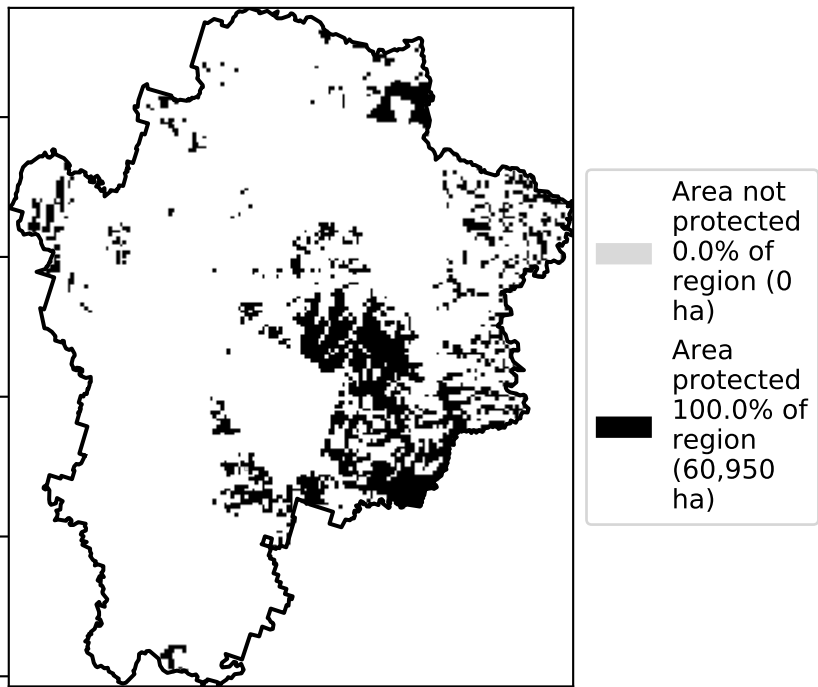 Area not
protected
0.0% of
region (0
ha)
Area
protected
100.0% of
region
(60,950
ha)